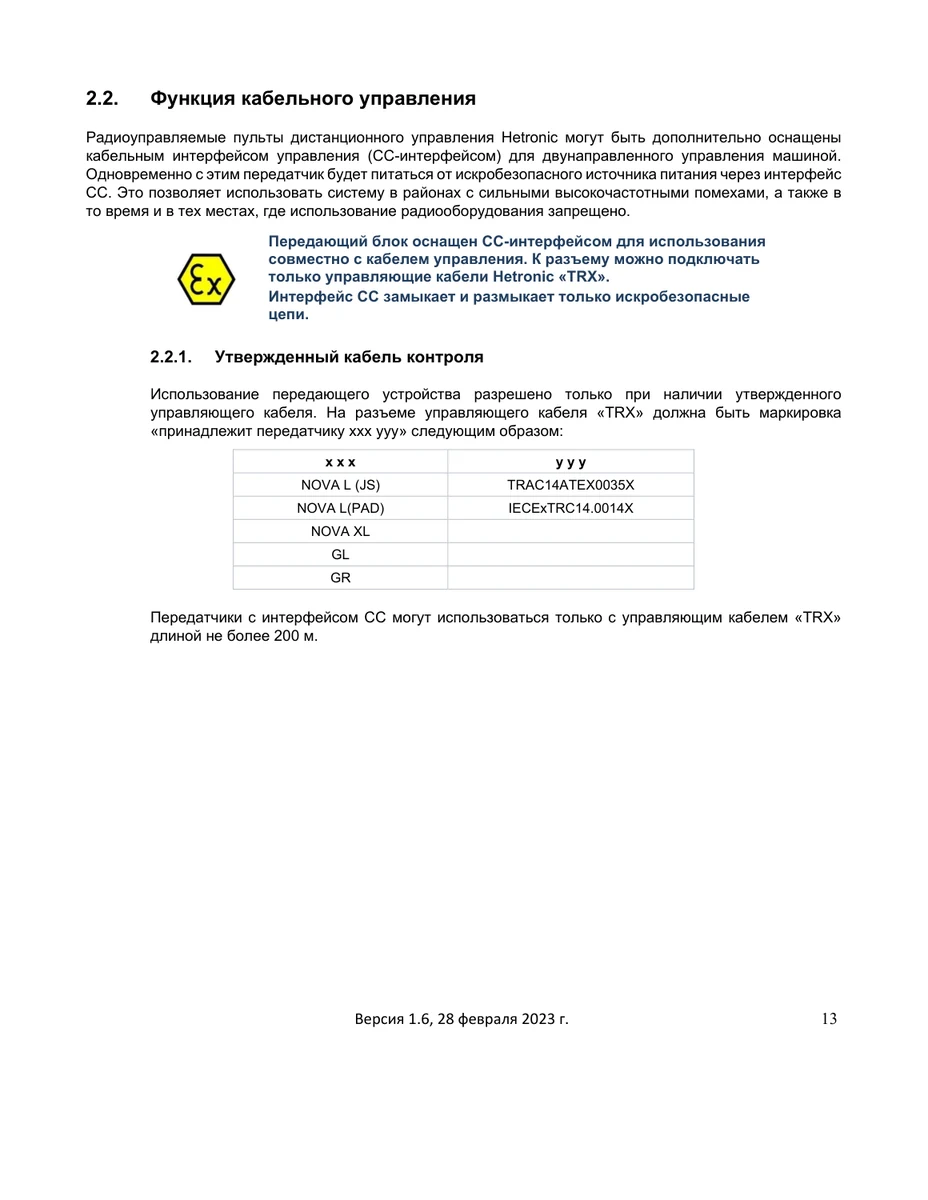 2.2. Функция кабельного управления
Радиоуправляемые пульты дистанционного управления Hetronic могут быть дополнительно оснащены
кабельным интерфейсом управления (СС-интерфейсом) для двунаправленного управления машиной.
Одновременно с этим передатчик будет питаться от искробезопасного источника питания через интерфейс
СС. Это позволяет использовать систему в районах с сильными высокочастотными помехами, а также в
то время и в тех местах, где использование радиооборудования запрещено.
Передающий блок оснащен СС-интерфейсом для использования
совместно с кабелем управления. К разъему можно подключать
только управляющие кабели Hetronic «TRX».
Интерфейс СС замыкает и размыкает только искробезопасные
цепи.
2.2.1. Утвержденный кабель контроля
Использование передающего устройства разрешено только при наличии утвержденного
управляющего кабеля. На разъеме управляющего кабеля «TRX» должна быть маркировка
«принадлежит передатчику xxx yyy» следующим образом:
x x x y y y
NOVA L (JS) TRAC14ATEX0035X
NOVA L(PAD) IECExTRC14.0014X
NOVA XL
GL
GR
Передатчики с интерфейсом СС могут использоваться только с управляющим кабелем «TRX»
длиной не более 200 м.
Версия 1.6, 28 февраля 2023 г. 13